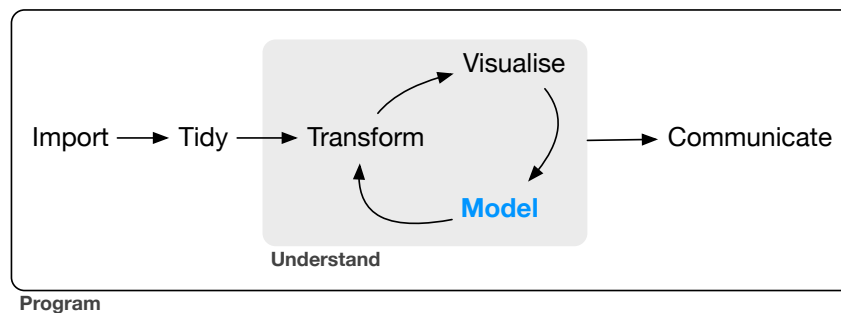 Visualise
Import
Tidy
Transform
Communicate
Model
Understand
Program